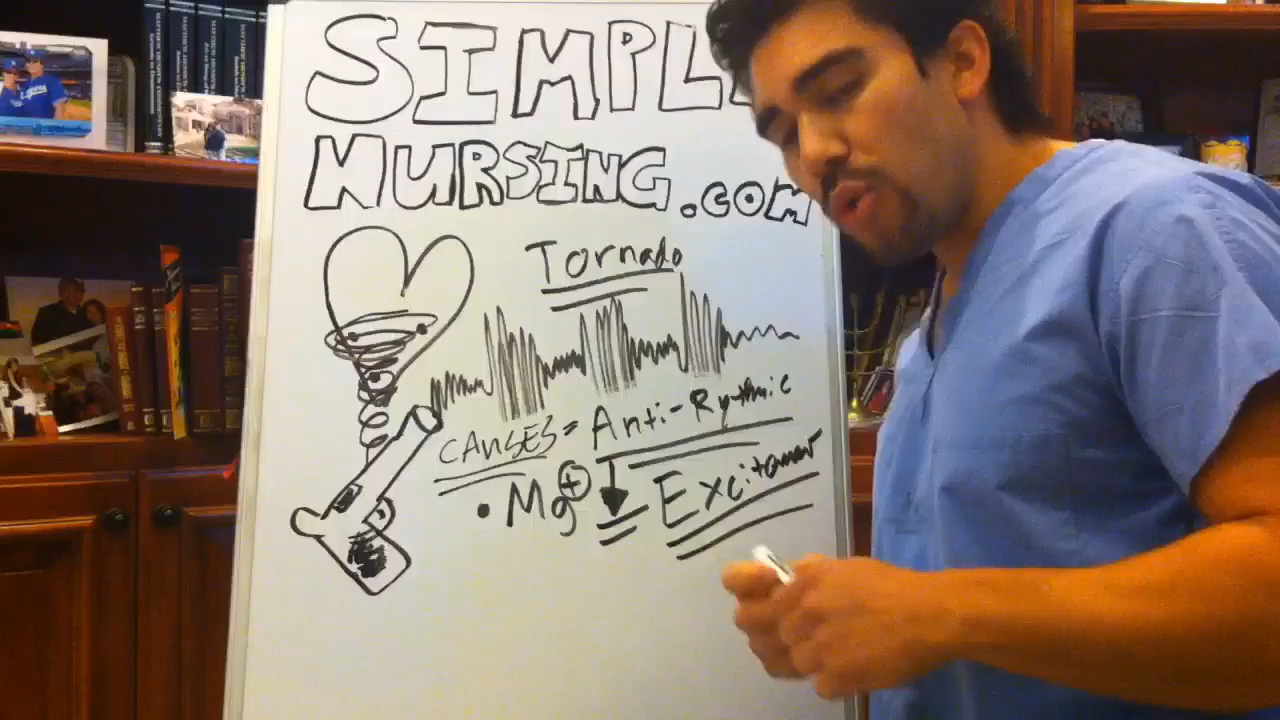 SIMPL
NURSING.COM
Tornado
CAUSES = Anti-Rythmic
• Mg + ↓ Excitement